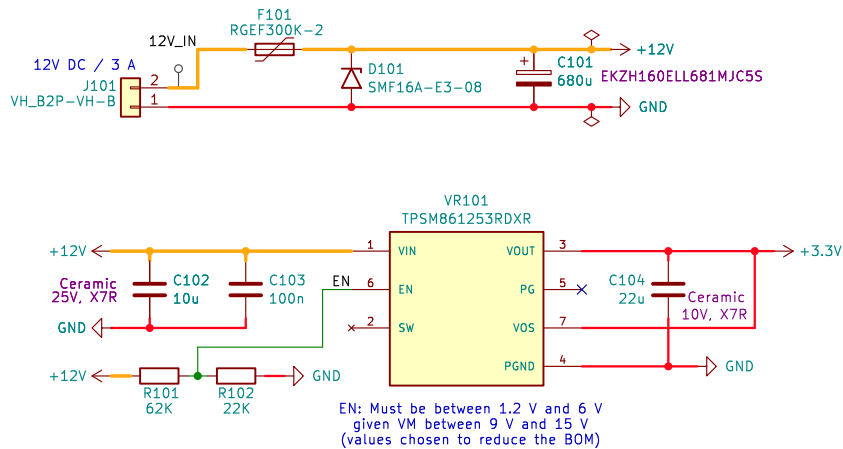 F101
RGEF300K-2
12V_IN
12V DC / 3 A
J101
VH_B2P-VH-B
2
1
D101
SMF16A-E3-08
+
C101
680u
EKZH160ELL681MJC5S
+12V
GND
VR101
TPSM861253RDXR
+12V
1
VIN
VOUT
3
+3.3V
Ceramic
25V, X7R
C102
10u
C103
100n
EN
6
EN
PG
5
C104
22u
Ceramic
10V, X7R
GND
2
SW
VOS
7
PGND
4
GND
+12V
R101
62K
R102
22K
GND
EN: Must be between 1.2 V and 6 V
given VM between 9 V and 15 V
(values chosen to reduce the BOM)